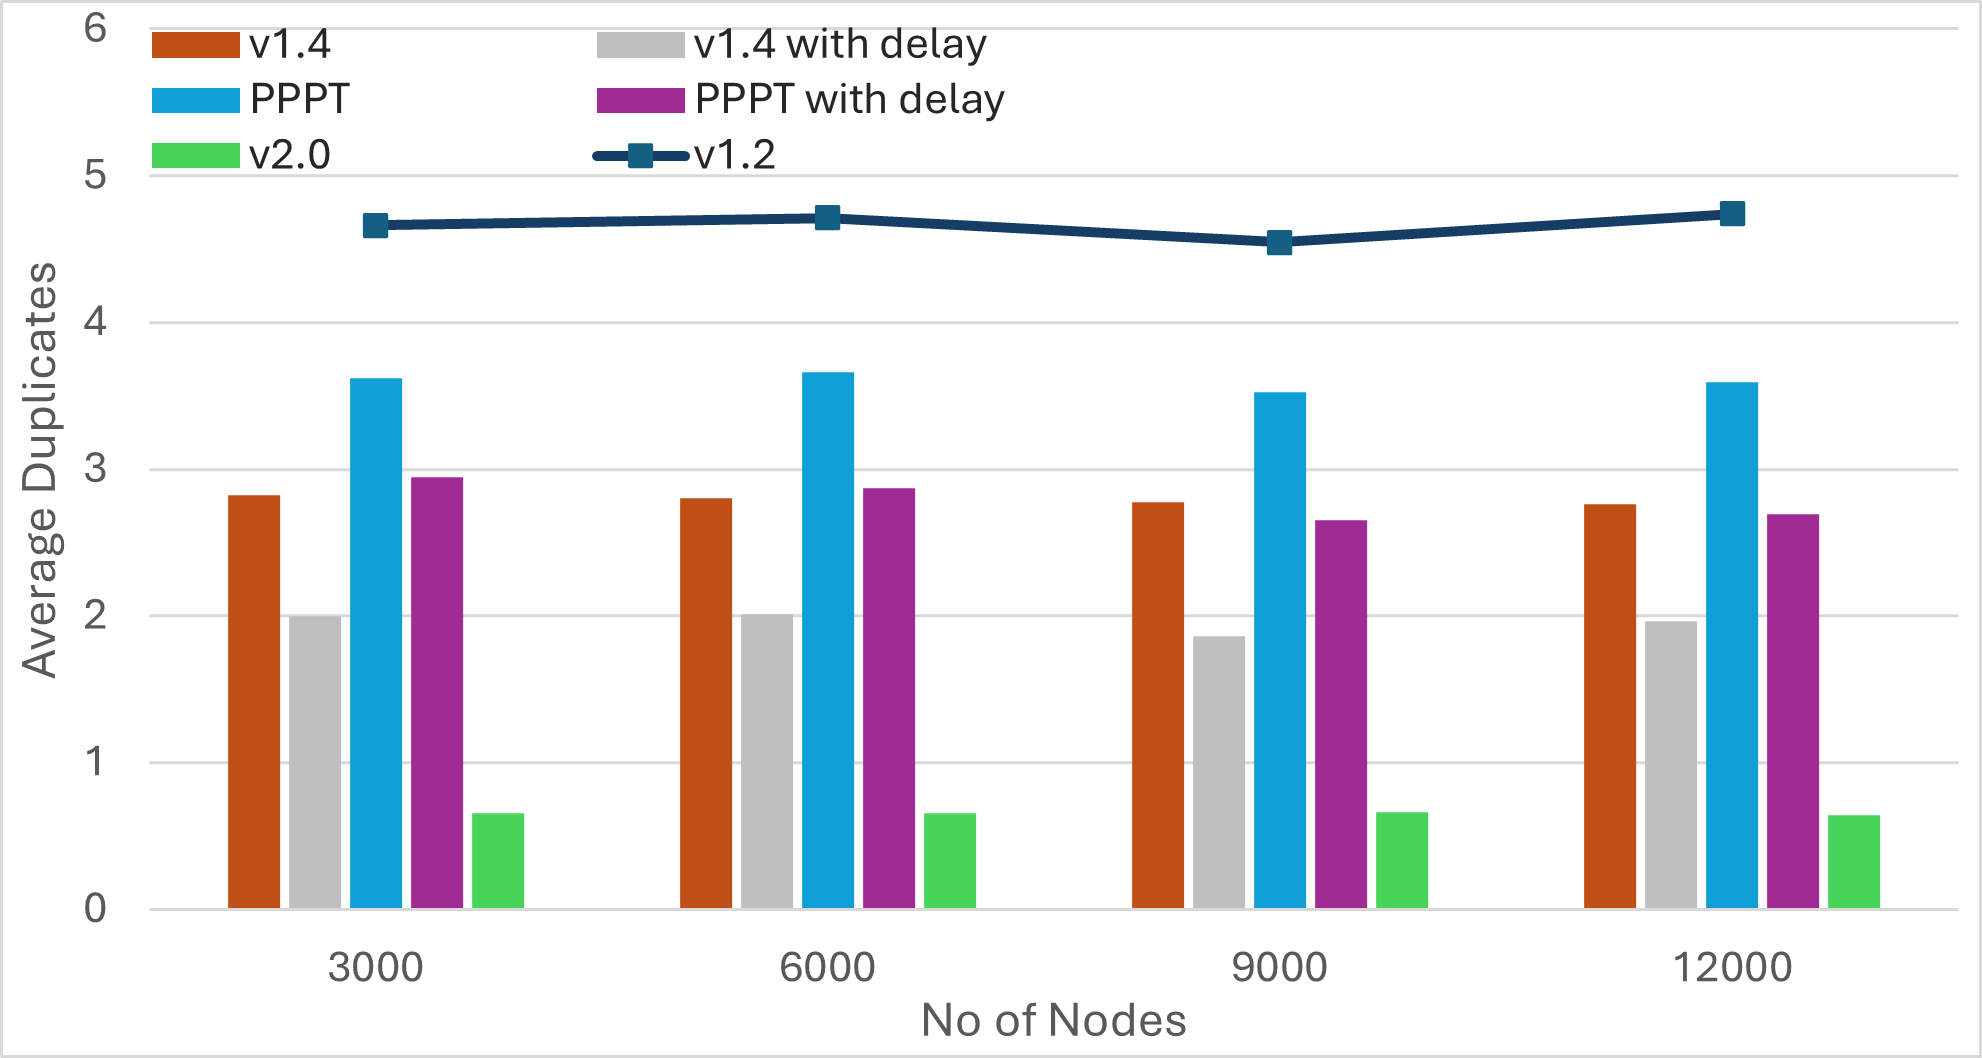 6
v1.4
v1.4 with delay
PPPT
PPPT with delay
v2.0
v1.2
5
4
3
2
1
0
Average Duplicates
3000
6000
9000
12000
No of Nodes